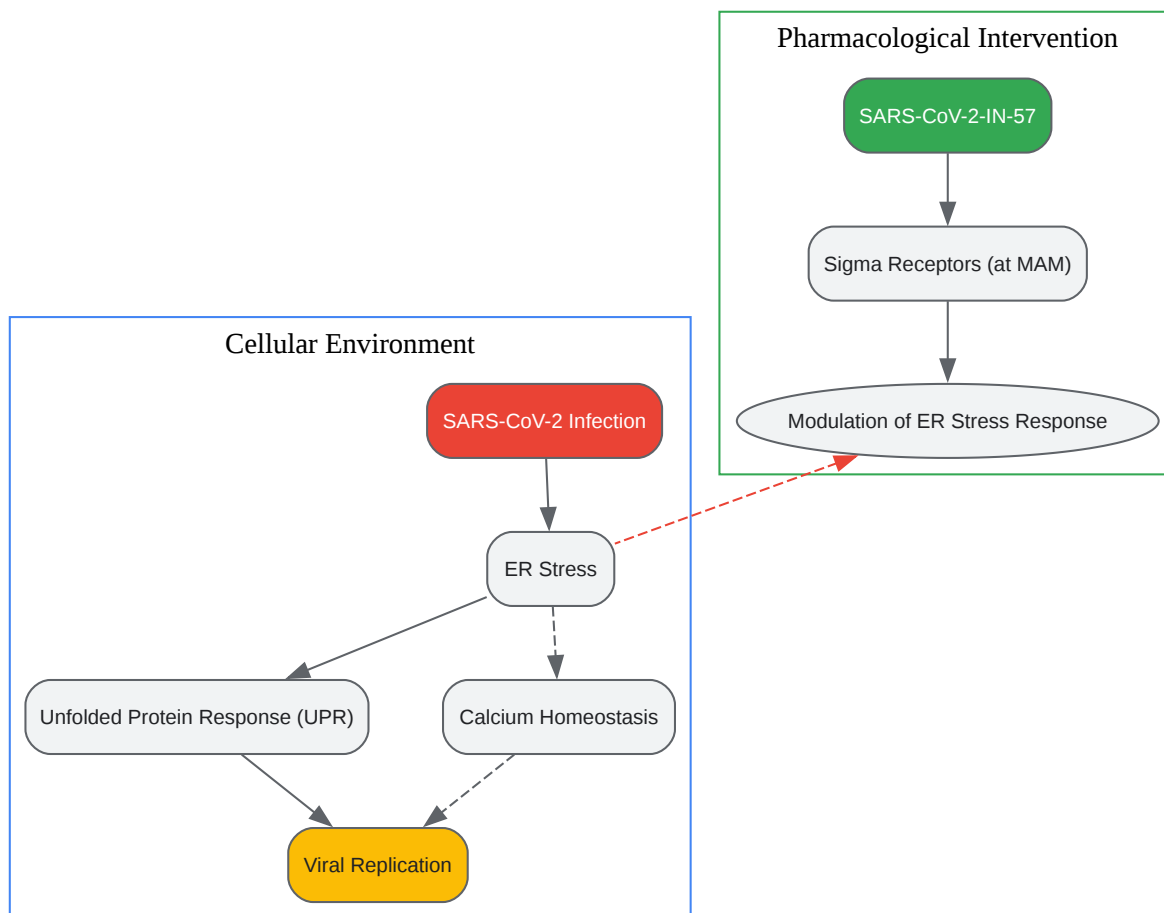 Pharmacological Intervention
SARS-CoV-2-IN-57
Sigma Receptors (at MAM)
Modulation of ER Stress Response
Cellular Environment
SARS-CoV-2 Infection
ER Stress
Unfolded Protein Response (UPR)
Calcium Homeostasis
Viral Replication